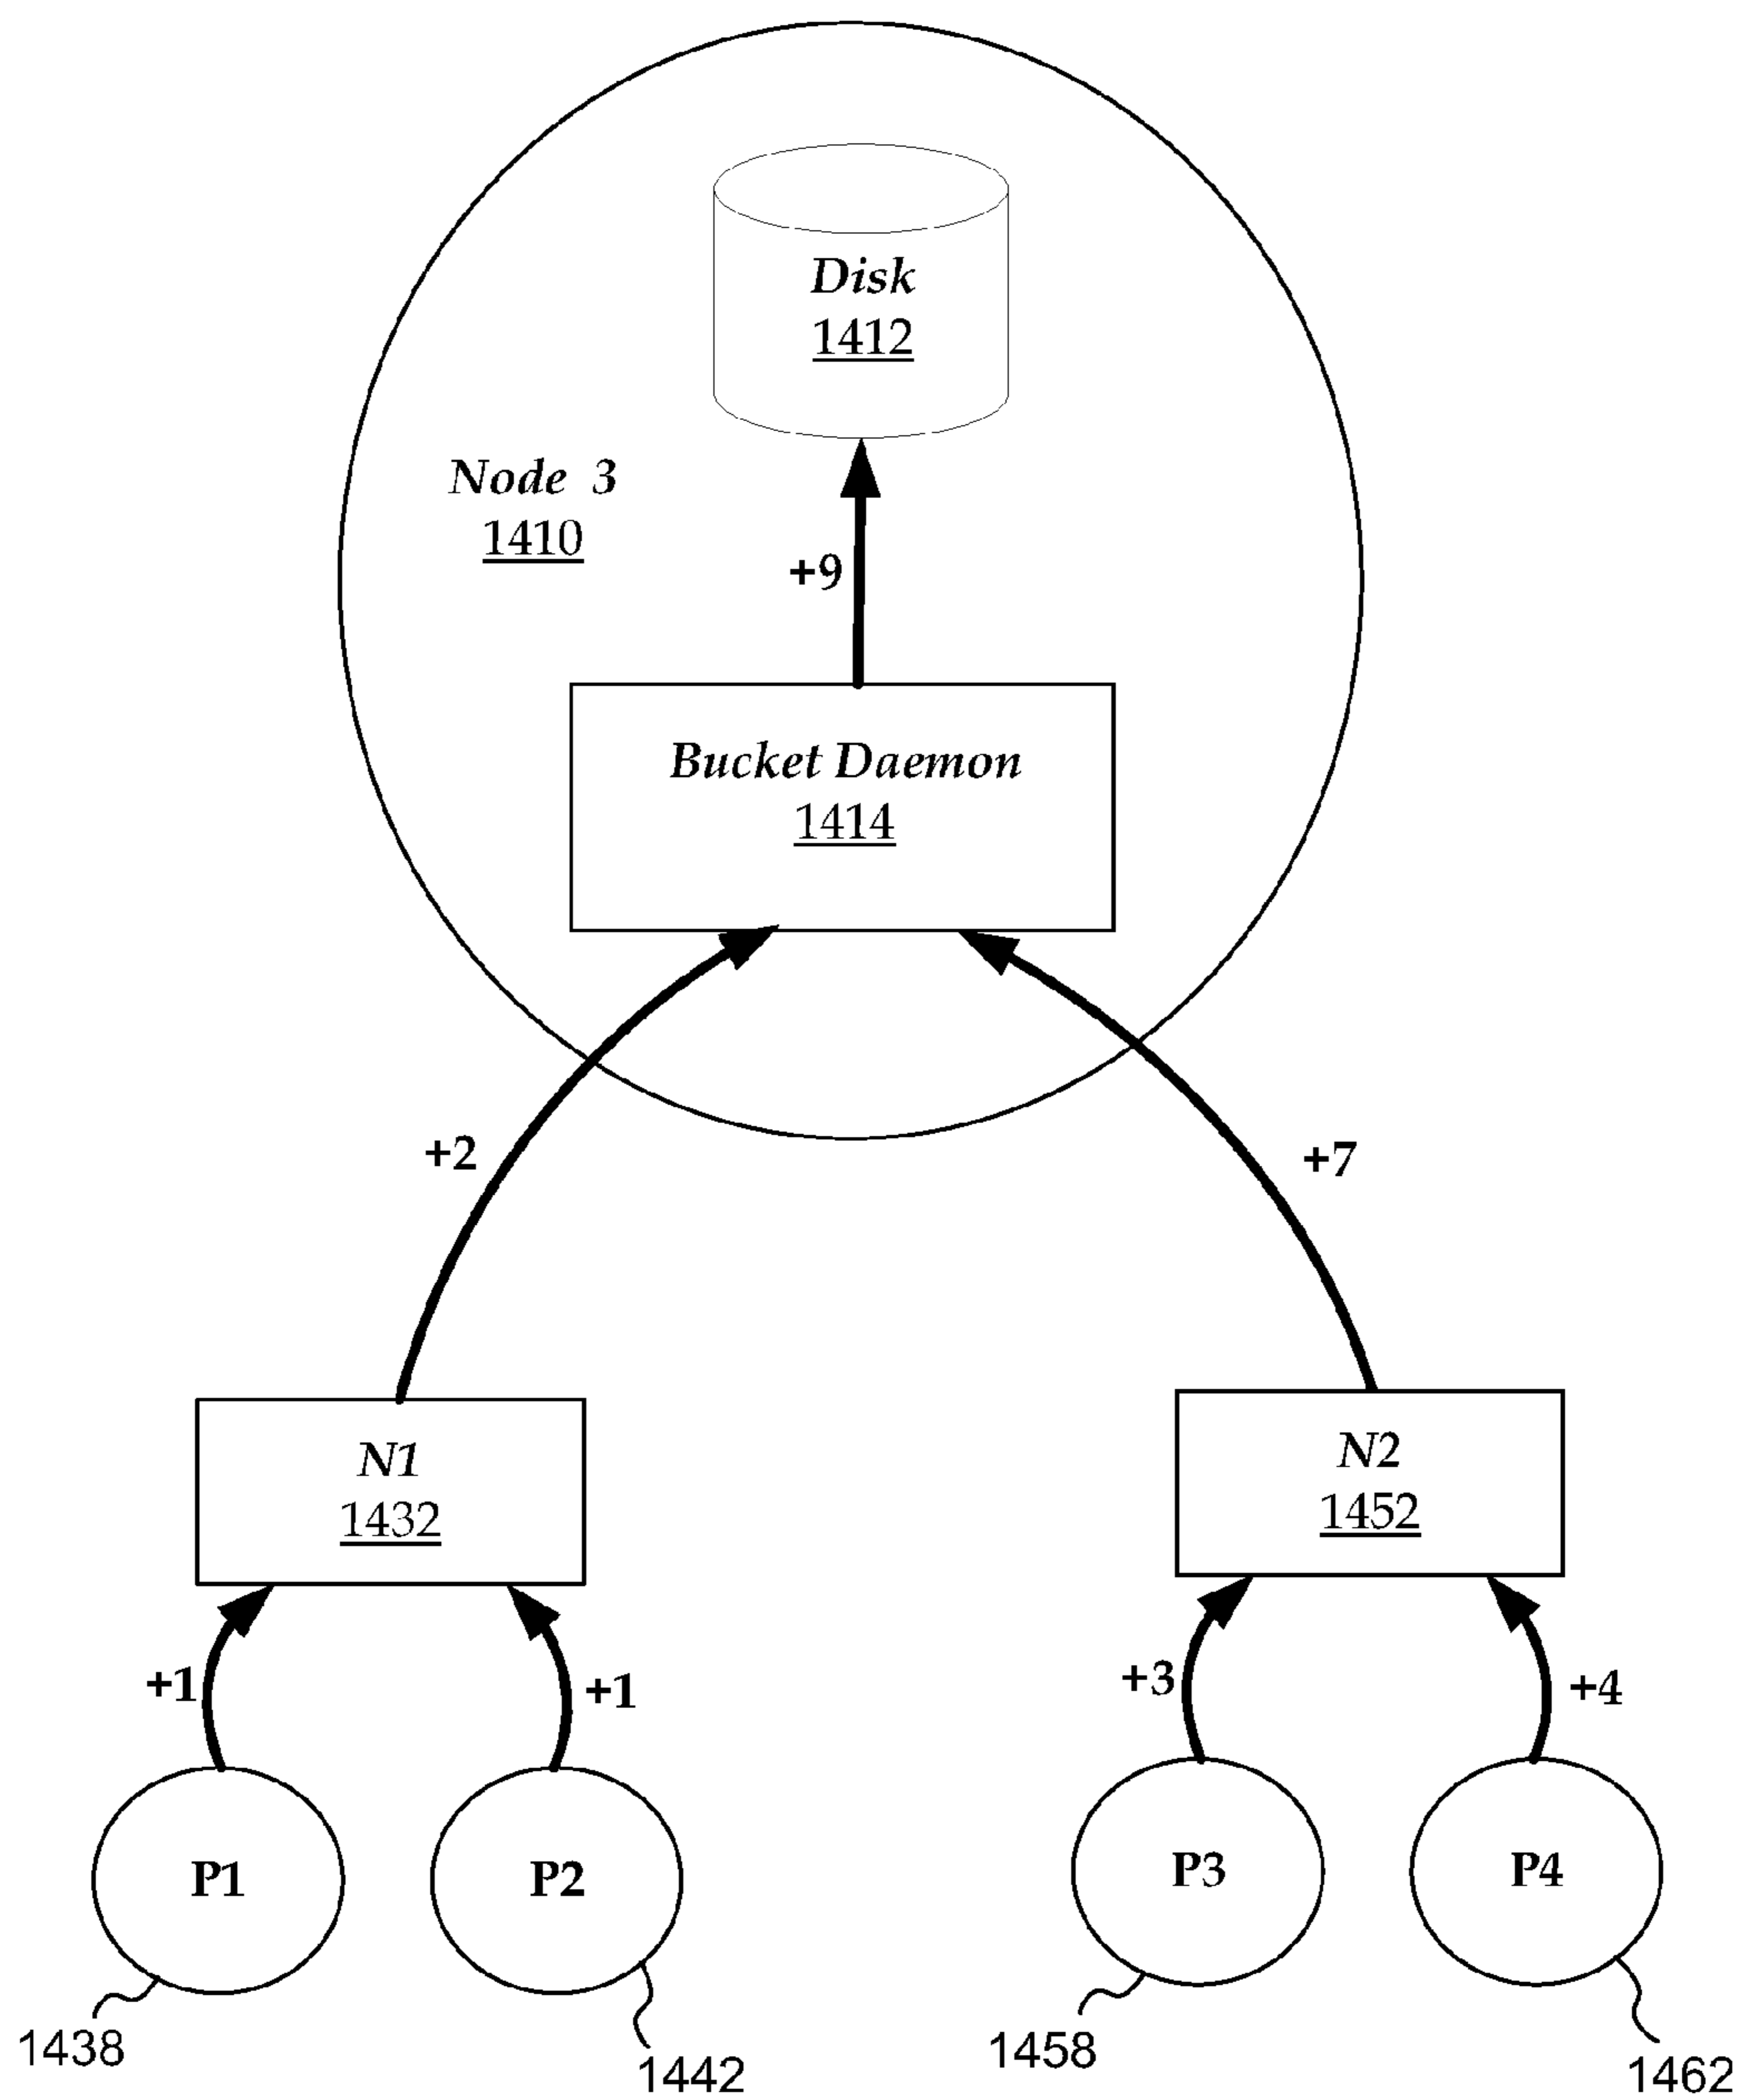 Disk
1412
Node 3
1410
+9
Bucket Daemon
1414
+2
+7
N1
1432
N2
1452
+1
+1
+3
+4
P1
P2
P3
P4
1438
1442
1458
1462